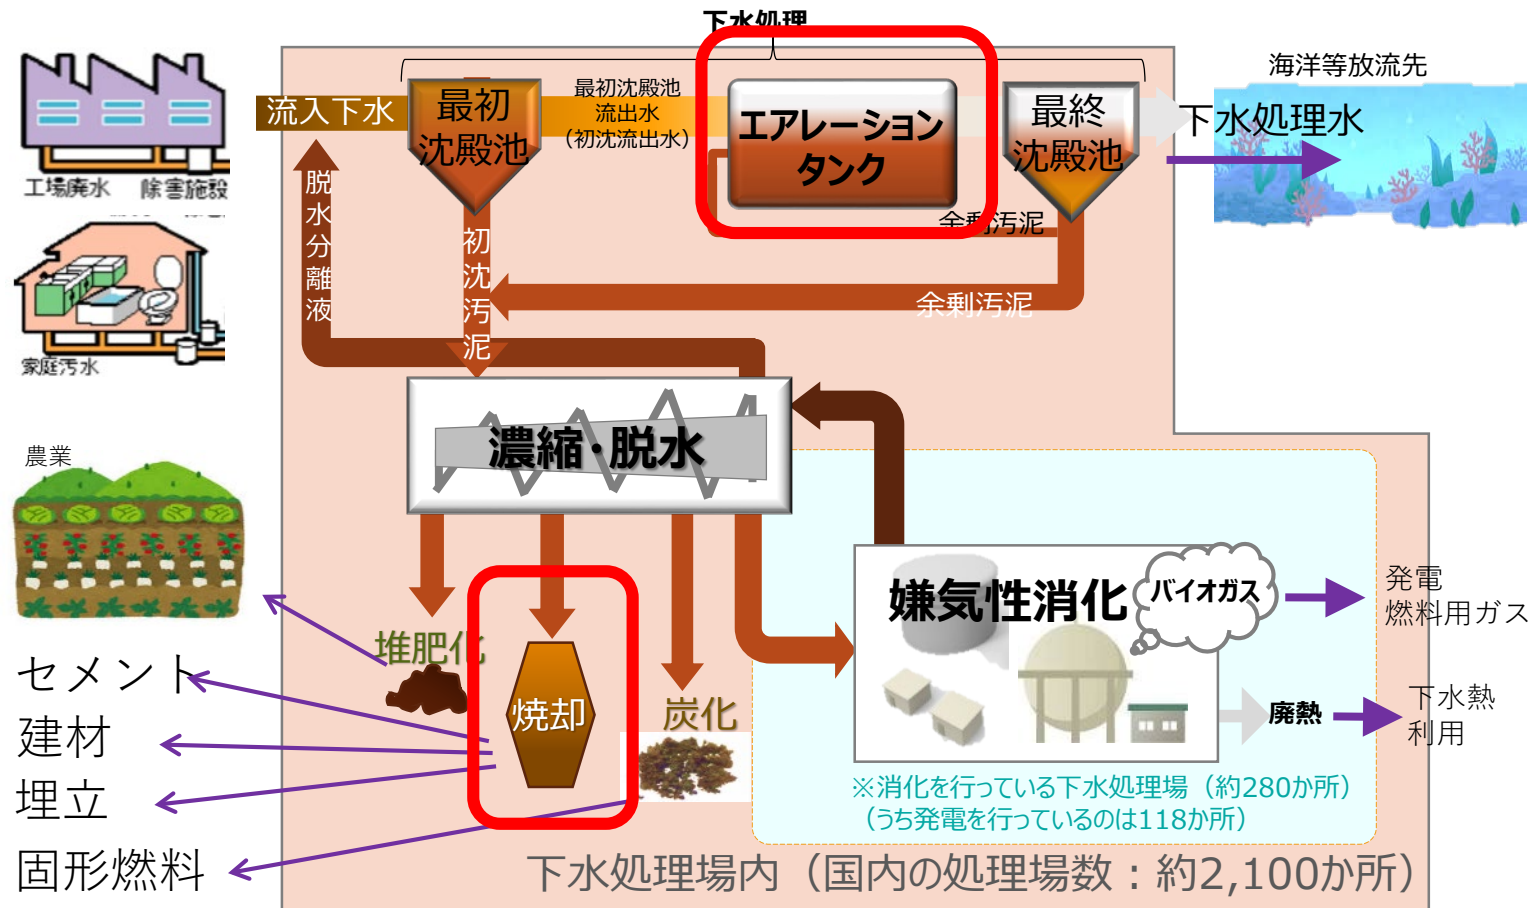 下水処理
海洋等放流先
流入下水
最初
沈殿池
最初沈殿池
流出水
（初沈流出水）
エアレーション
タンク
最終
沈殿池
下水処理水
工場廃水
除害施設
脱水分離液
初沈汚泥
余剰汚泥
余剰汚泥
家庭汚水
濃縮・脱水
農業
嫌気性消化
バイオガス
発電
燃料用ガス
堆肥化
焼却
炭化
廃熱
下水熱
利用
セメント
建材
埋立
固形燃料
※消化を行っている下水処理場（約280か所）
（うち発電を行っているのは118か所）
下水処理場内（国内の処理場数：約2,100か所）